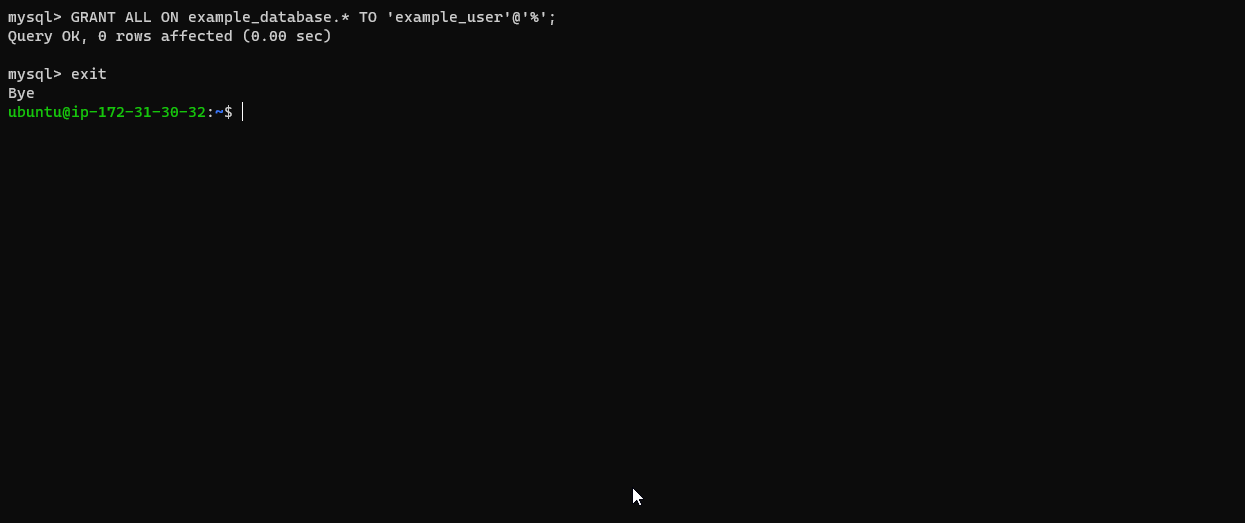 mysql> GRANT ALL ON example_database.* TO 'example_user'@'%';
Query OK, 0 rows affected (0.00 sec)
mysql> exit
Bye
ubuntu@ip-172-31-30-32:~$